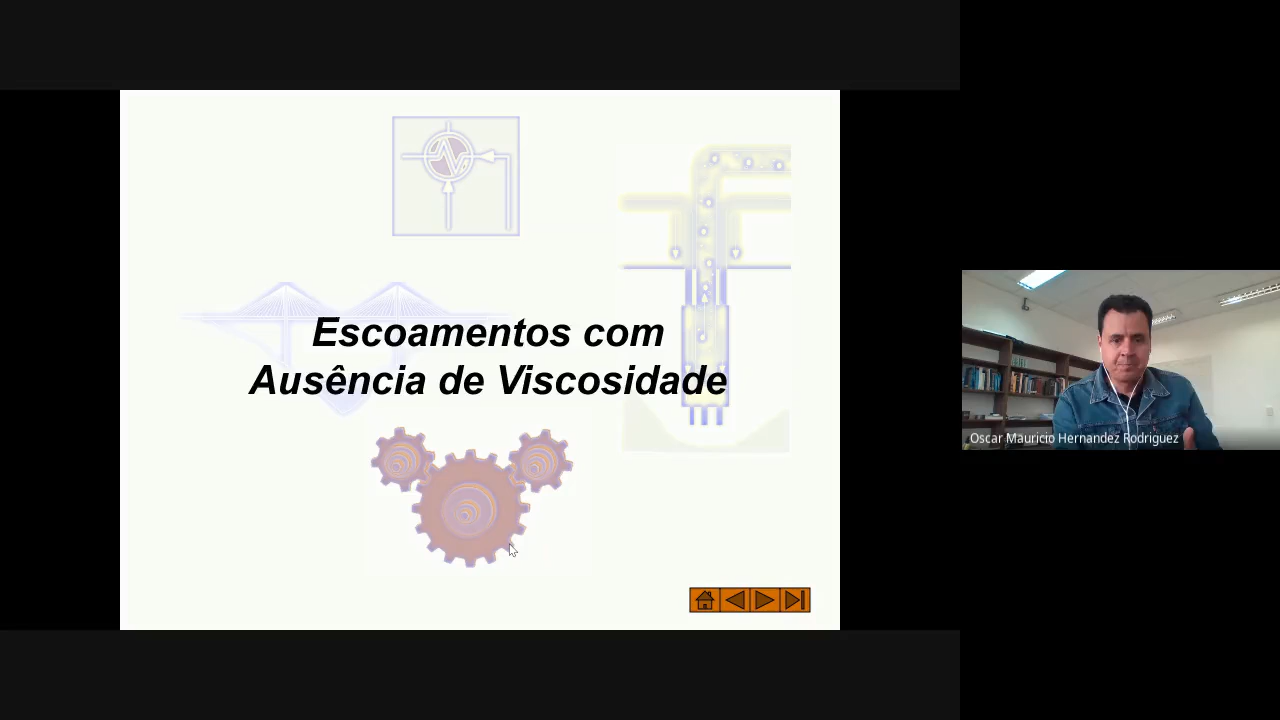 Escoamentos com
Ausência de Viscosidade
Oscar Mauricio Hernandez Rodriguez